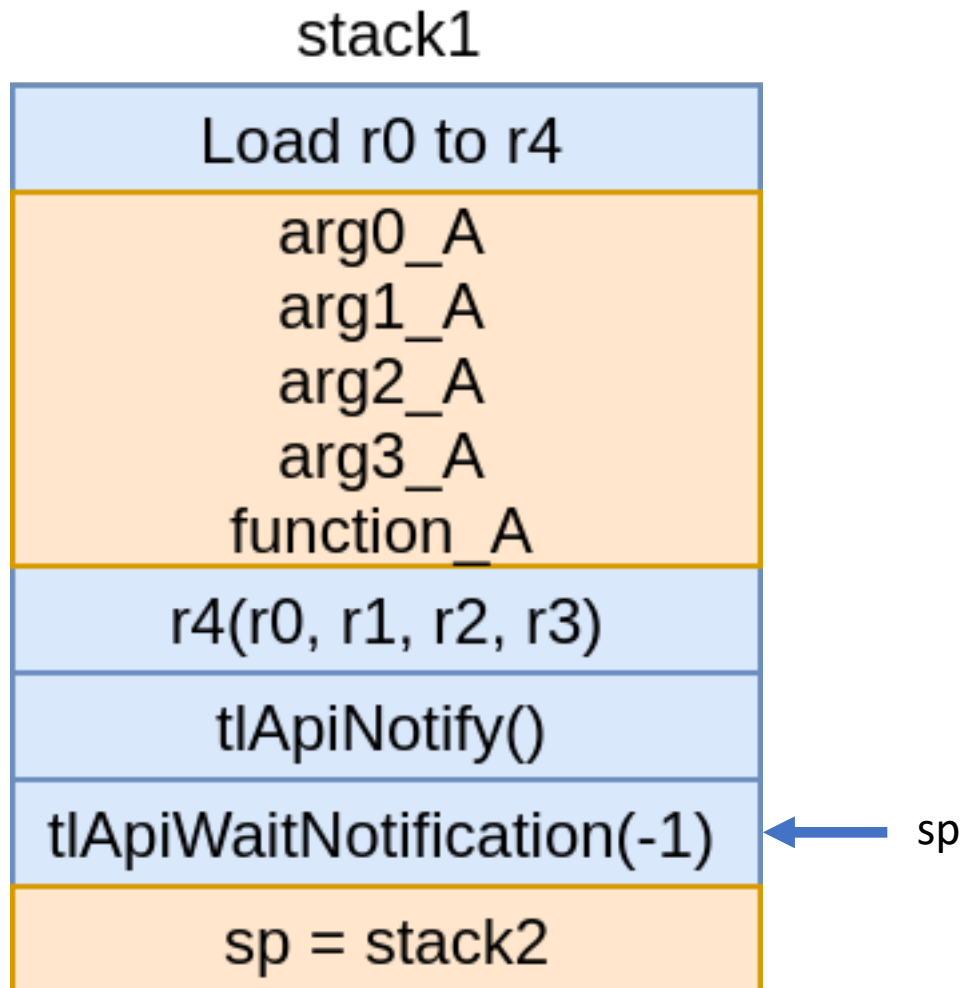 stack1
Load r0 to r4
arg0_A
arg1_A
arg2_A
arg3_A
function_A
r4(r0, r1, r2, r3)
tlApiNotify()
tlApiWaitNotification(-1)
sp
sp = stack2